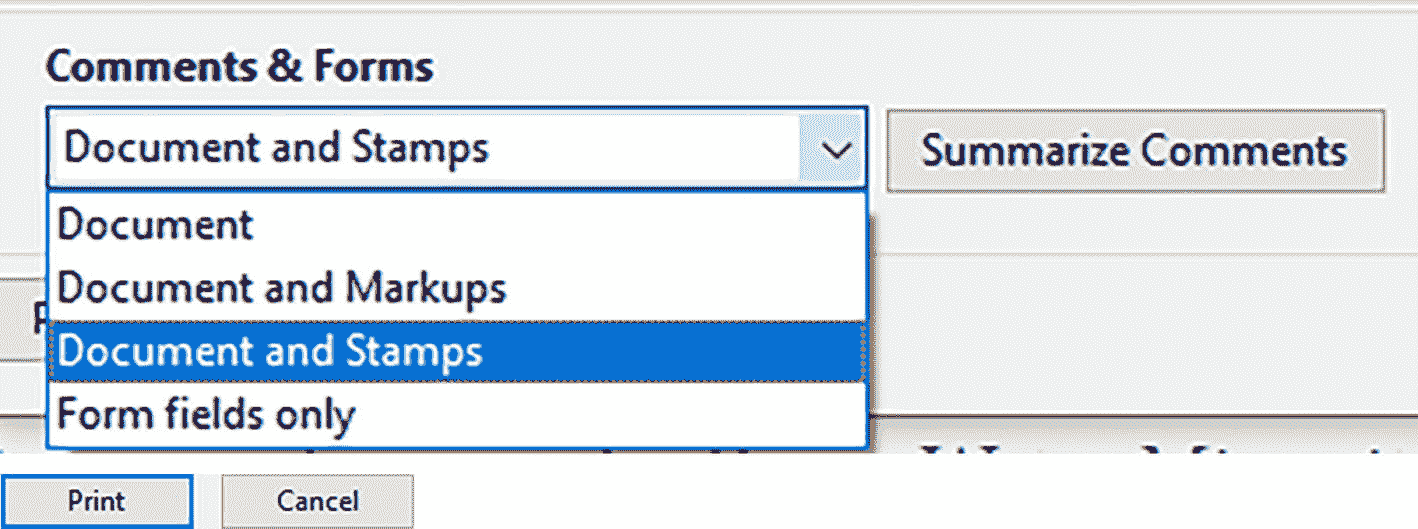 Comments & Forms
Document and Stamps
Summarize Comments
Document
Document and Markups
Document and Stamps
Form fields only
Print
Cancel